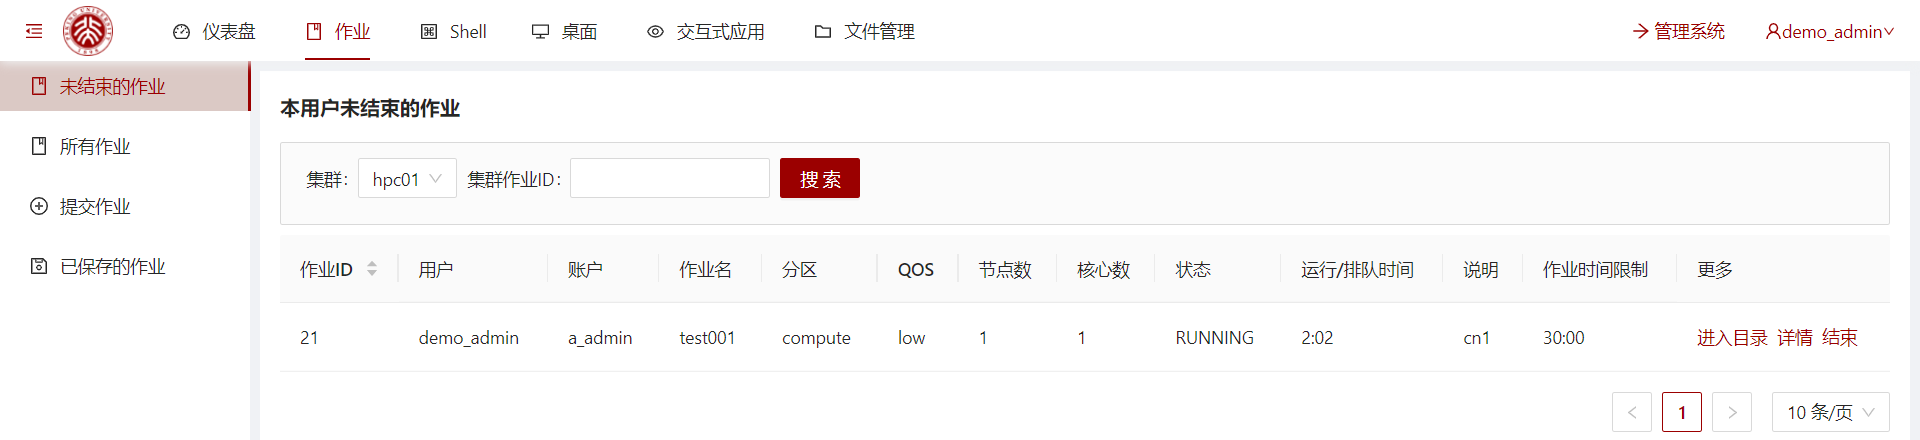 仪表盘 作业 Shell 桌面 交互式应用 文件管理 管理系统 demo_admin
未结束的作业
所有作业
提交作业
已保存的作业
本用户未结束的作业
集群: hpc01 集群作业ID: 搜索
作业ID 用户 账户 作业名 分区 QOS 节点数 核心数 状态 运行/排队时间 说明 作业时间限制 更多
21 demo_admin a_admin test001 compute low 1 1 RUNNING 2:02 cn1 30:00 进入目录 详情 结束
< 1 > 10 条/页